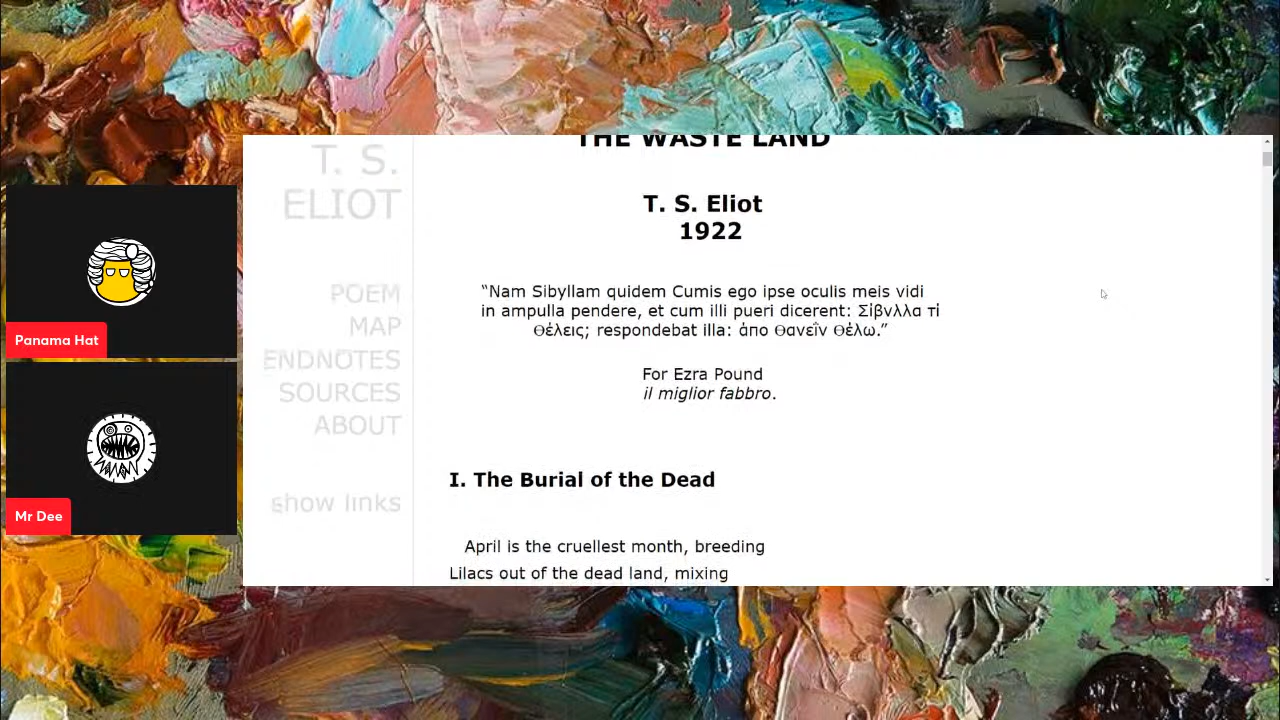 THE WASTE LAND
T. S. Eliot
1922
“Nam Sibyllam quidem Cumis ego ipse oculis meis vidi
in ampulla pendere, et cum illi pueri dicerent: Σίβνλλα τί
Θέλεις; respondebat illa: άπο Θανεΐν Θέλω.”
For Ezra Pound
il miglior fabbro.
I. The Burial of the Dead
April is the cruellest month, breeding
Lilacs out of the dead land, mixing
T. S.
ELIOT
POEM
MAP
ENDNOTES
SOURCES
ABOUT
show links
Panama Hat
Mr Dee